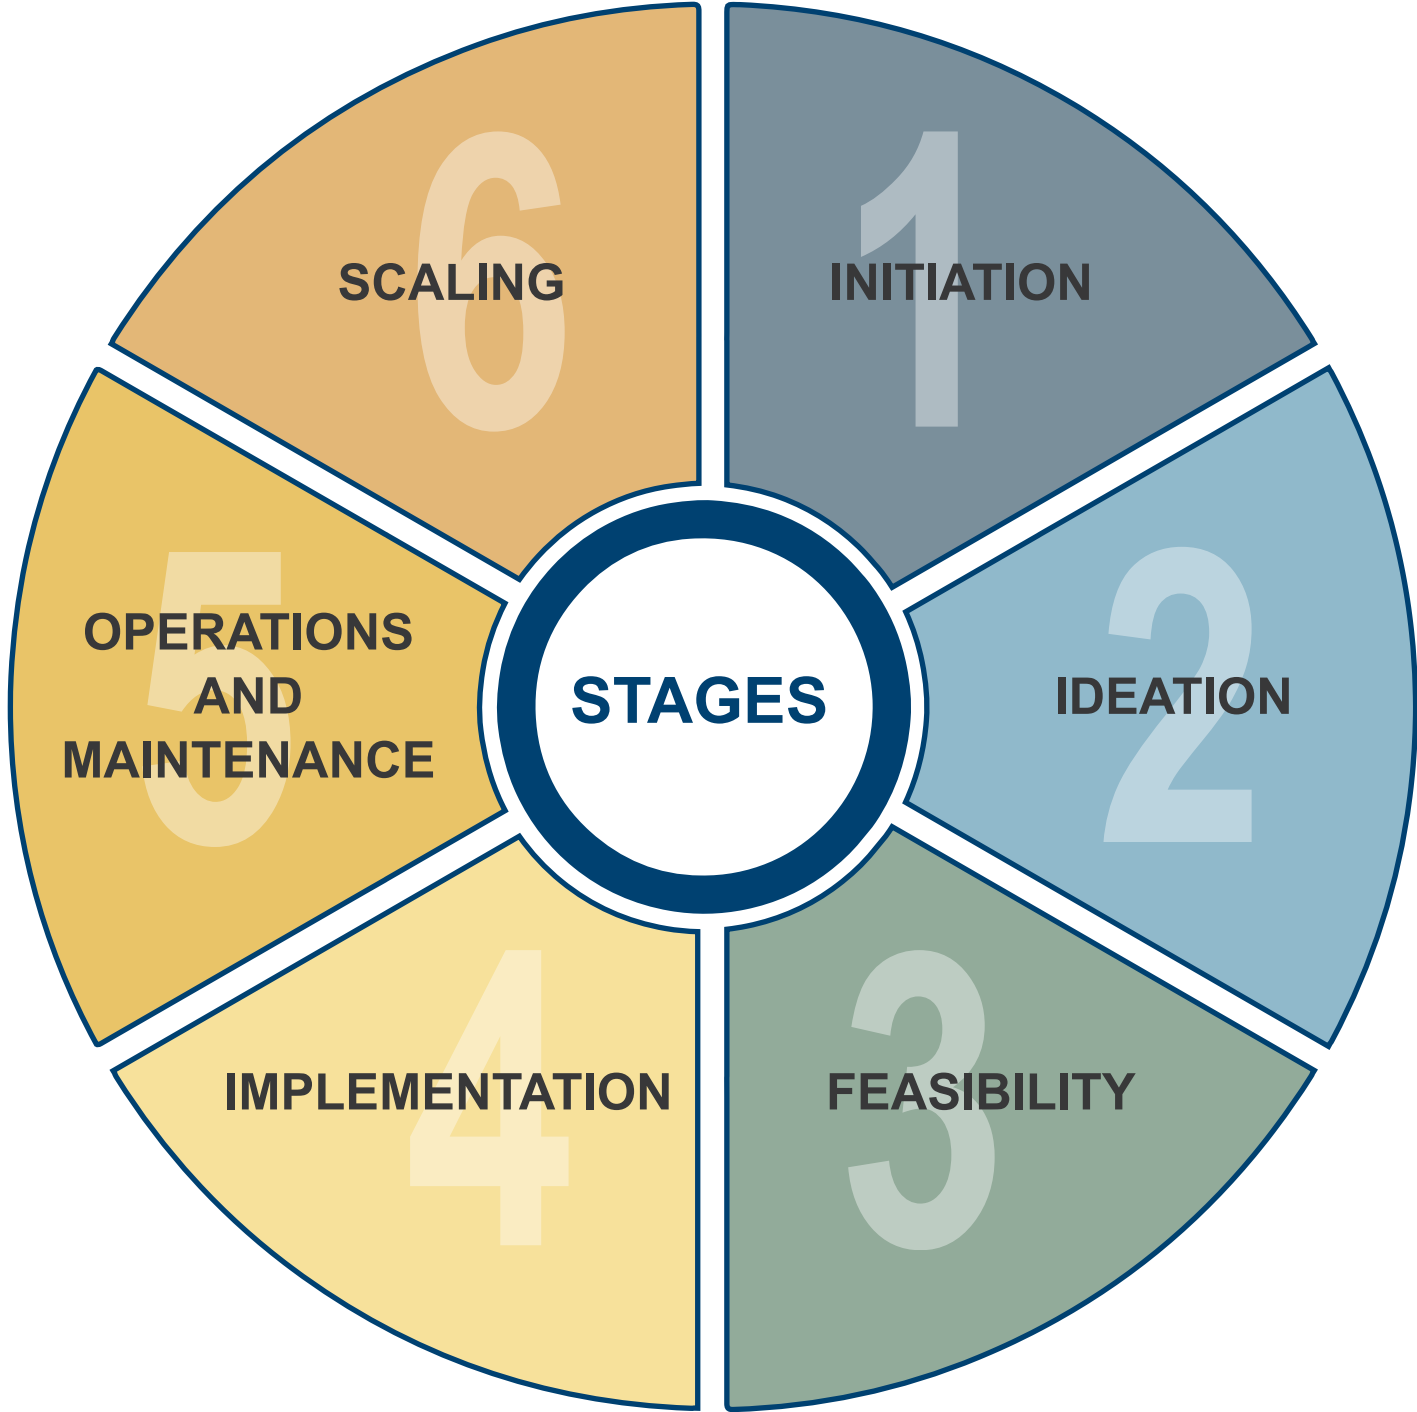 STAGES
1
INITIATION
2
IDEATION
3
FEASIBILITY
4
IMPLEMENTATION
5
OPERATIONS
AND
MAINTENANCE
6
SCALING